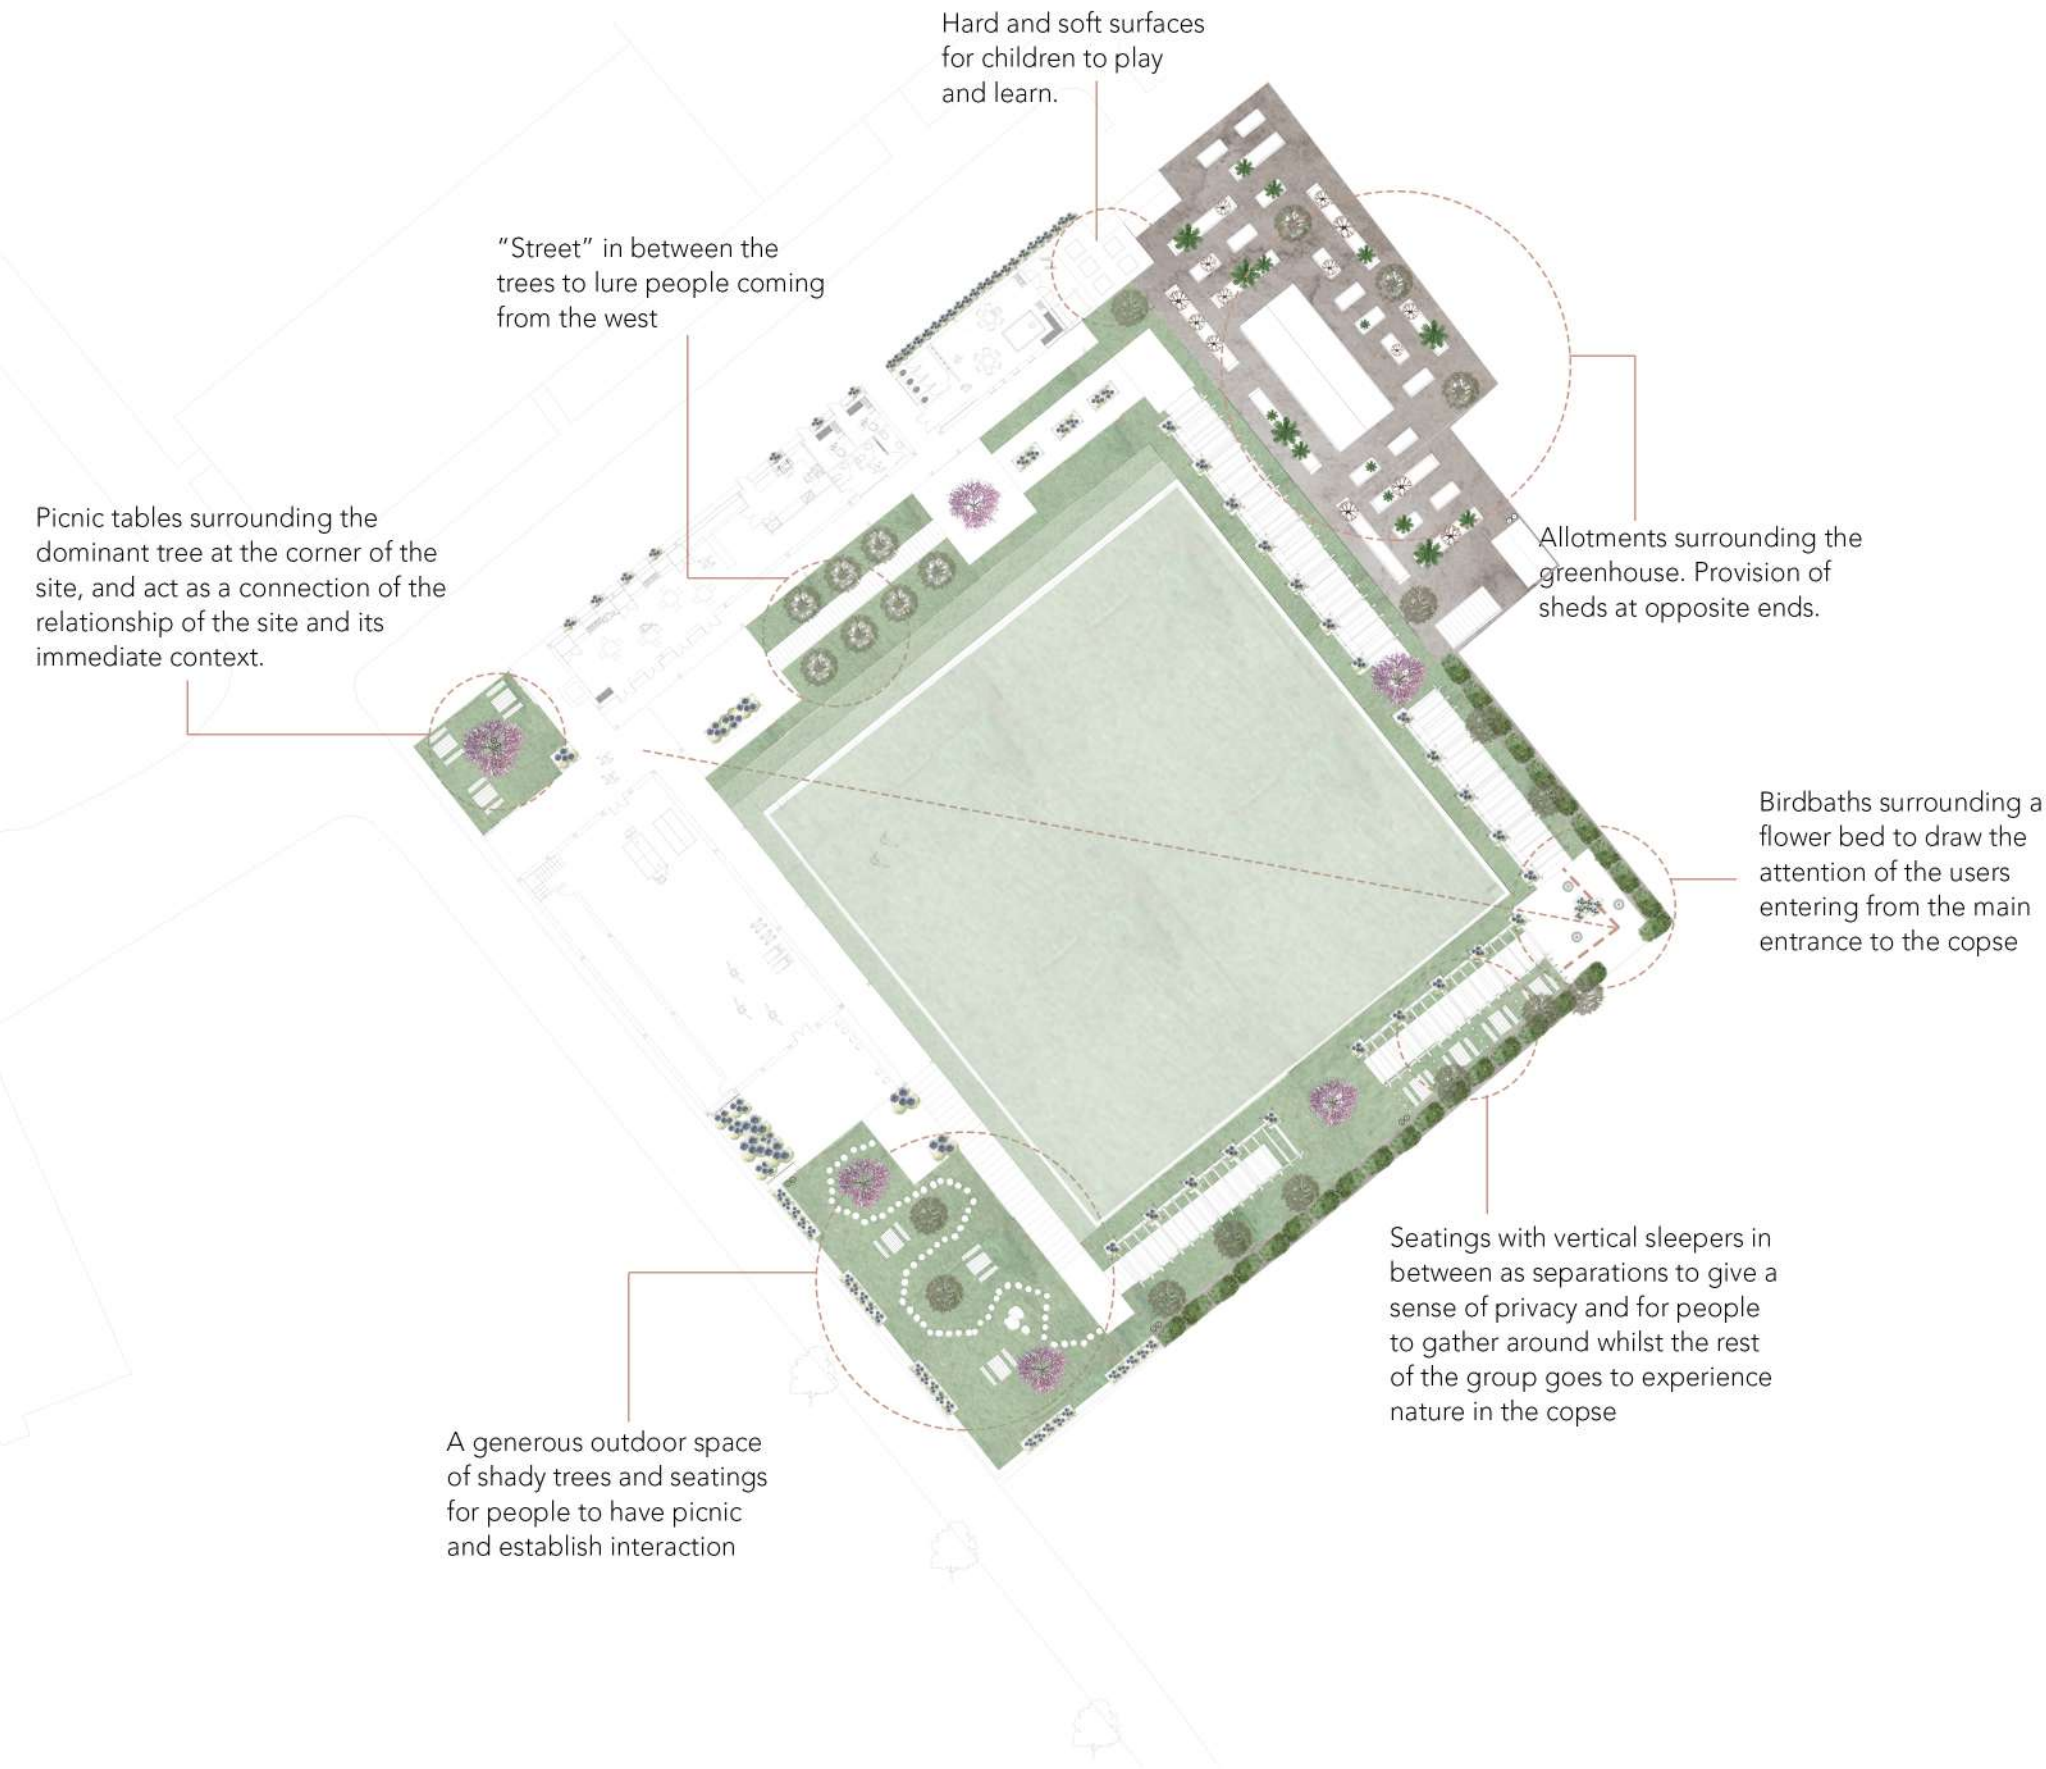 Hard and soft surfaces
for children to play
and learn.
“Street” in between the
trees to lure people coming
from the west
Picnic tables surrounding the
dominant tree at the corner of the
site, and act as a connection of the
relationship of the site and its
immediate context.
Allotments surrounding the
greenhouse. Provision of
sheds at opposite ends.
Birdbaths surrounding a
flower bed to draw the
attention of the users
entering from the main
entrance to the copse
Seatings with vertical sleepers in
between as separations to give a
sense of privacy and for people
to gather around whilst the rest
of the group goes to experience
nature in the copse
A generous outdoor space
of shady trees and seatings
for people to have picnic
and establish interaction